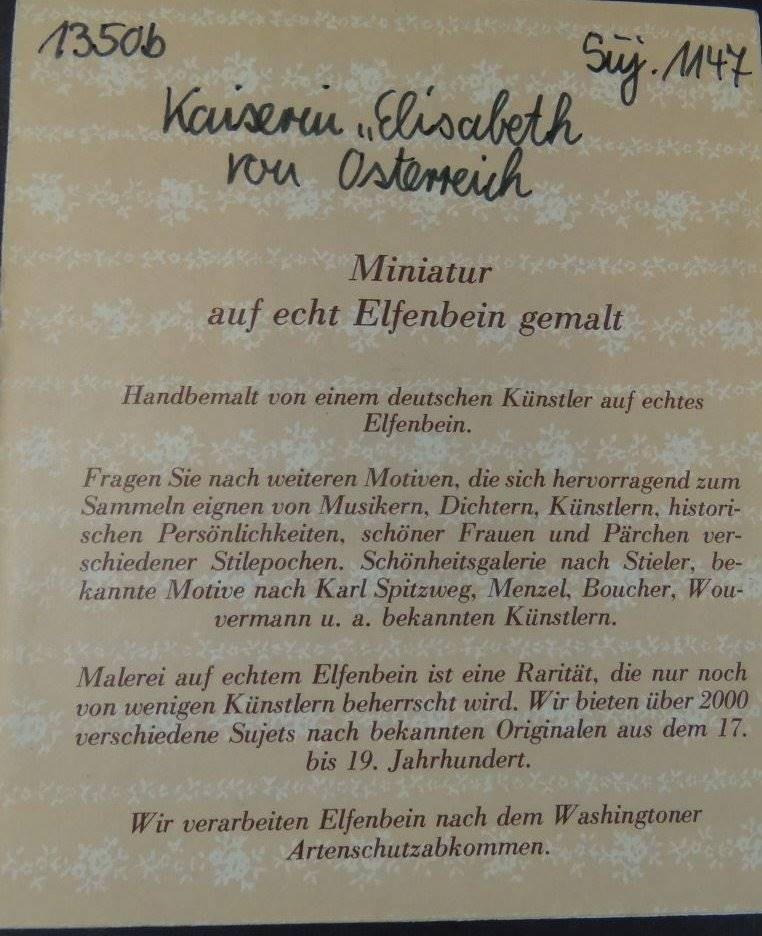 1350b Süj. 1147
Kaiserin „Elisabeth
von Osterreich
Miniatur
auf echt Elfenbein gemalt
Handbemalt von einem deutschen Künstler auf echtes
Elfenbein.
Fragen Sie nach weiteren Motiven, die sich hervorragend zum
Sammeln eignen von Musikern, Dichtern, Künstlern, histori-
schen Persönlichkeiten, schöner Frauen und Pärchen ver-
schiedener Stilepochen. Schönheitsgalerie nach Stieler, be-
kannte Motive nach Karl Spitzweg, Menzel, Boucher, Wou-
vermann u. a. bekannten Künstlern.
Malerei auf echtem Elfenbein ist eine Rarität, die nur noch
von wenigen Künstlern beherrscht wird. Wir bieten über 2000
verschiedene Sujets nach bekannten Originalen aus dem 17.
bis 19. Jahrhundert.
Wir verarbeiten Elfenbein nach dem Washingtoner
Artenschutzabkommen.